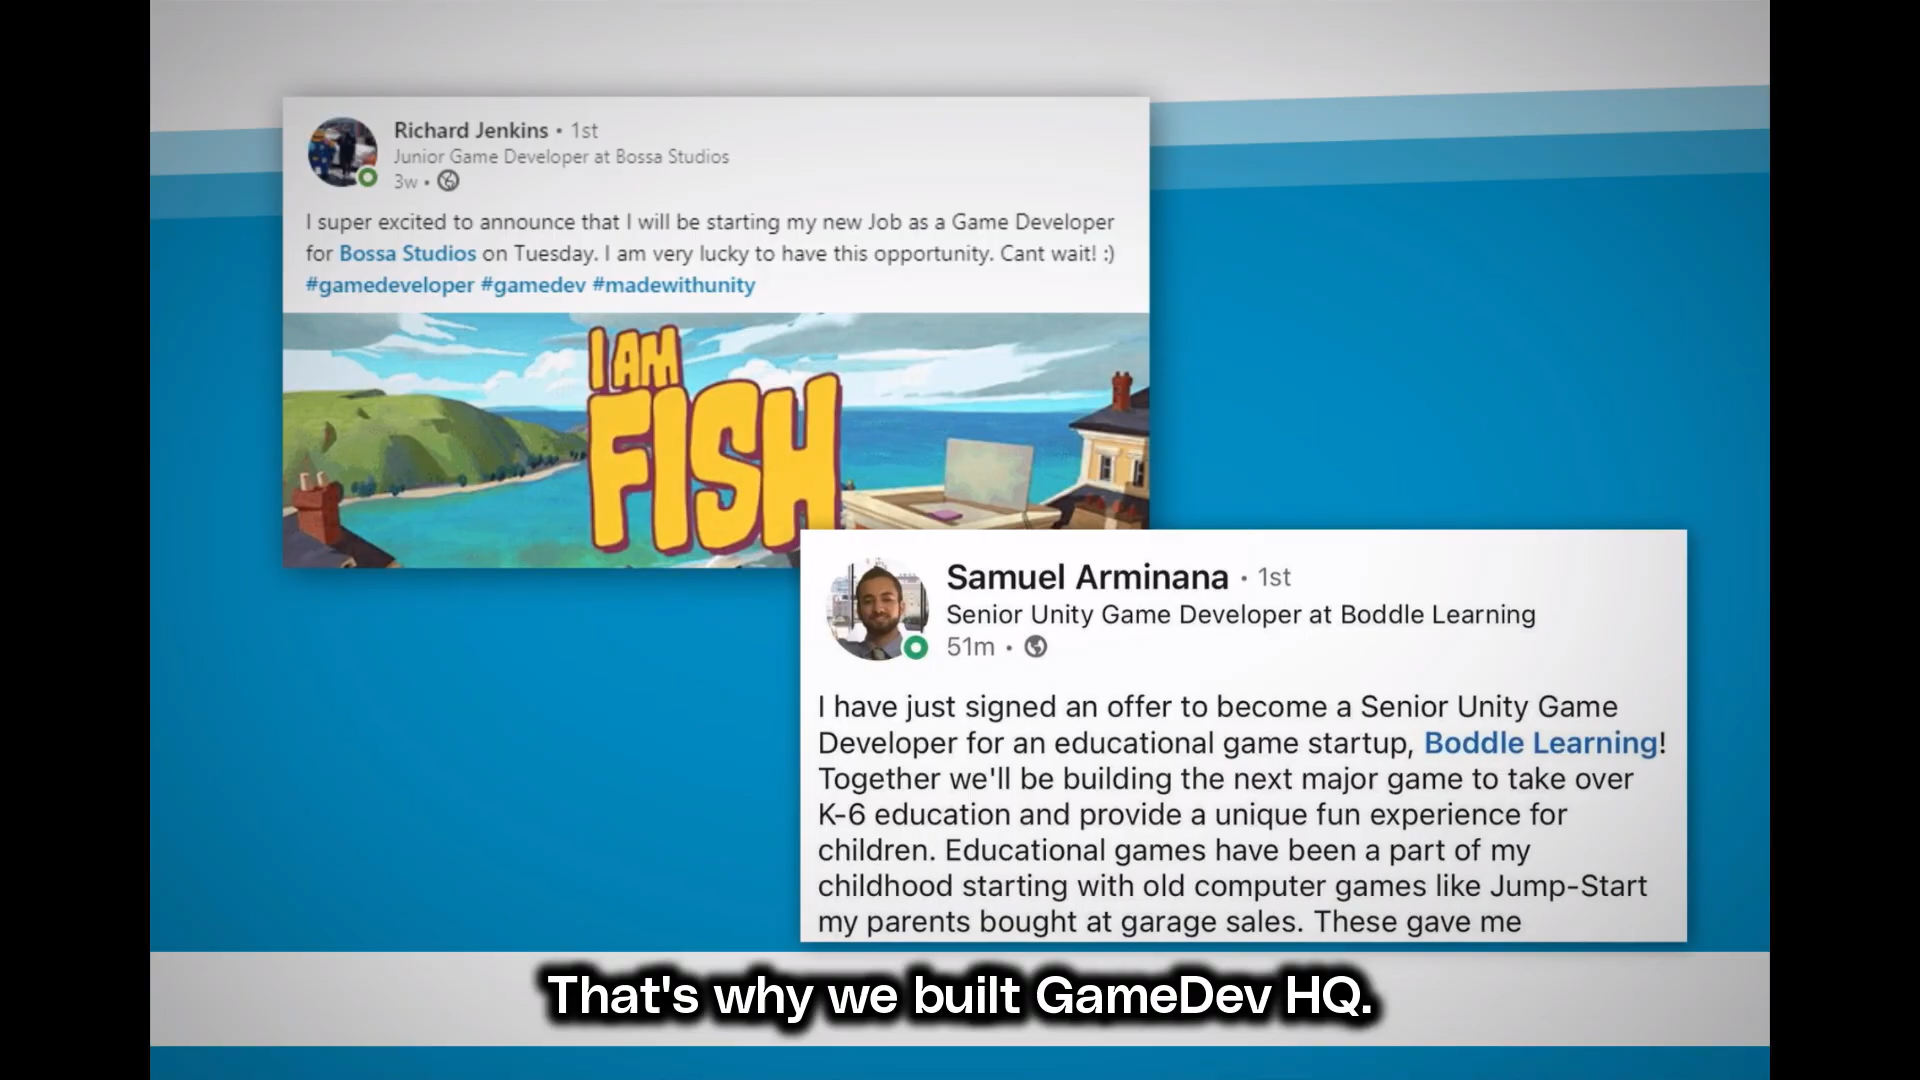 Richard Jenkins • 1st
Junior Game Developer at Bossa Studios
3w •
I super excited to announce that I will be starting my new Job as a Game Developer
for Bossa Studios on Tuesday. I am very lucky to have this opportunity. Cant wait! :)
#gamedeveloper #gamedev #madewithunity
I AM
FISH
Samuel Arminana • 1st
Senior Unity Game Developer at Boddle Learning
51m •
I have just signed an offer to become a Senior Unity Game
Developer for an educational game startup, Boddle Learning!
Together we'll be building the next major game to take over
K-6 education and provide a unique fun experience for
children. Educational games have been a part of my
childhood starting with old computer games like Jump-Start
my parents bought at garage sales. These gave me
That's why we built GameDev HQ.